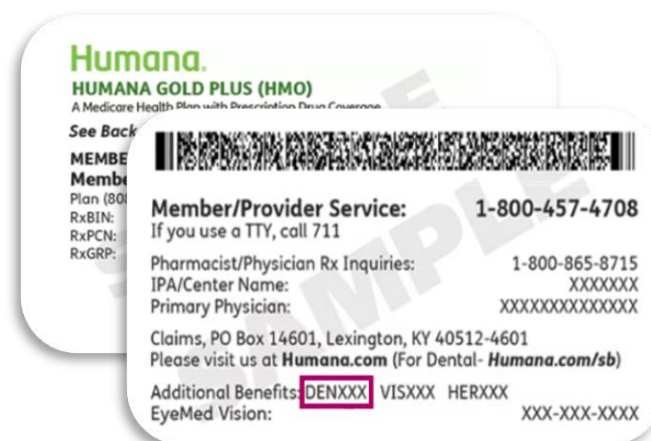 Humana.
HUMANA GOLD PLUS (HMO)
A Medicare Health Plan with Prescription Drug Coverage
See Back
MEMBE
Membe
Plan (80
RxBIN:
RxPCN:
RxGRP:
SAMPLE
Member/Provider Service: 1-800-457-4708
If you use a TTY, call 711
Pharmacist/Physician Rx Inquiries: 1-800-865-8715
IPA/Center Name: XXXXXXX
Primary Physician: XXXXXXXXXXXXXX
Claims, PO Box 14601, Lexington, KY 40512-4601
Please visit us at Humana.com (For Dental- Humana.com/sb)
Additional Benefits: DENXXX VISXXX HERXXX
EyeMed Vision: XXX-XXX-XXXX